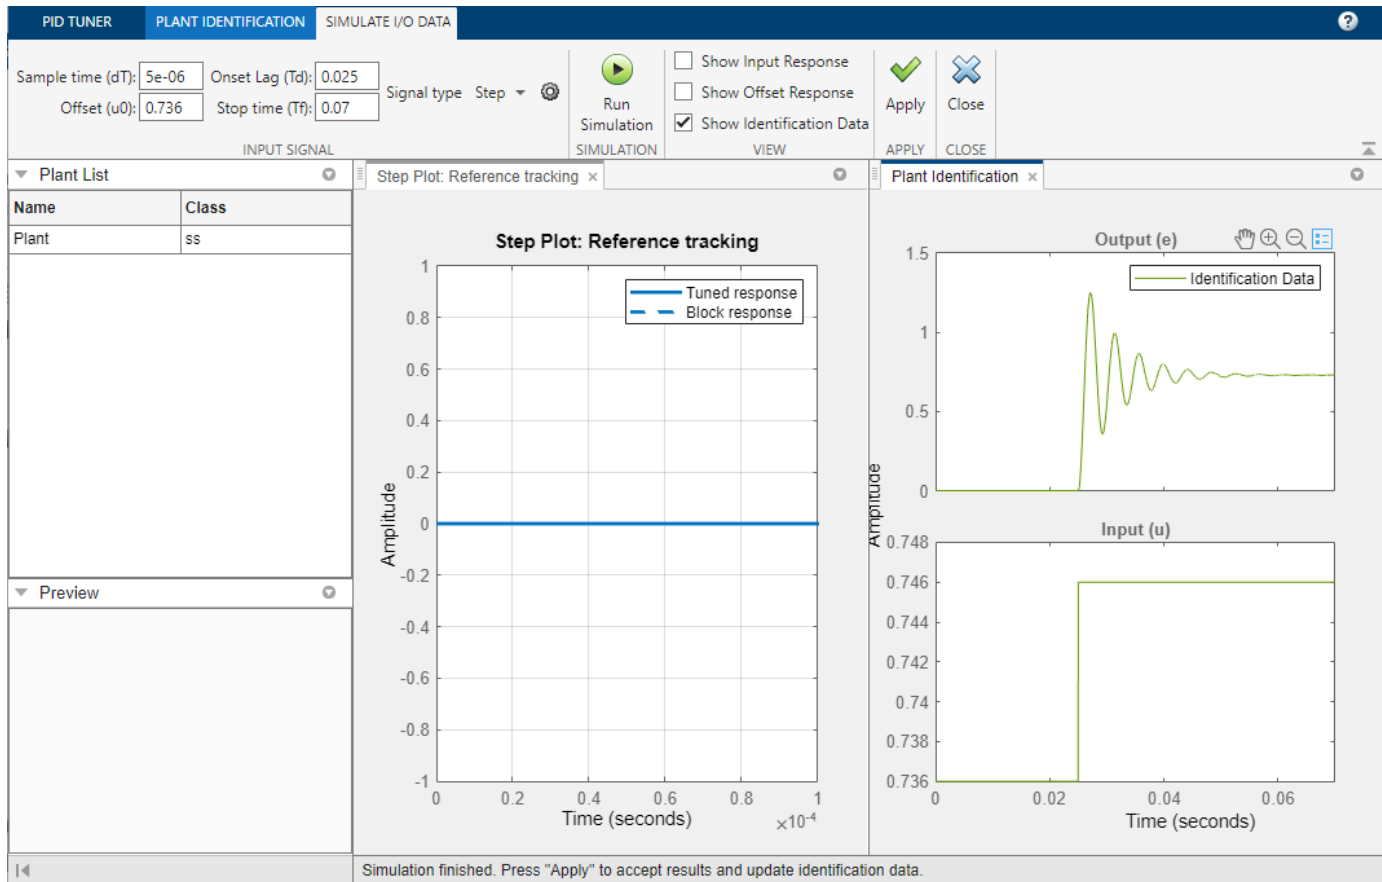 PID TUNER PLANT IDENTIFICATION SIMULATE I/O DATA ?
Sample time (dT): 5e-06 Onset Lag (Td): 0.025
Offset (u0): 0.736 Stop time (Tf): 0.07
Signal type Step
Run
Simulation
Show Input Response
Show Offset Response
Show Identification Data
Apply Close
INPUT SIGNAL SIMULATION VIEW APPLY CLOSE
Plant List
Name Class
Plant ss
Preview
Step Plot: Reference tracking ×
Step Plot: Reference tracking
Tuned response
Block response
1
0.8
0.6
0.4
0.2
0
-0.2
-0.4
-0.6
-0.8
-1
Amplitude
0 0.2 0.4 0.6 0.8 1
×10-4
Time (seconds)
Plant Identification ×
Output (e)
Identification Data
1.5
1
0.5
0
Amplitude
Input (u)
0.748
0.746
0.744
0.742
0.74
0.738
0.736
0 0.02 0.04 0.06
Time (seconds)
Simulation finished. Press "Apply" to accept results and update identification data.